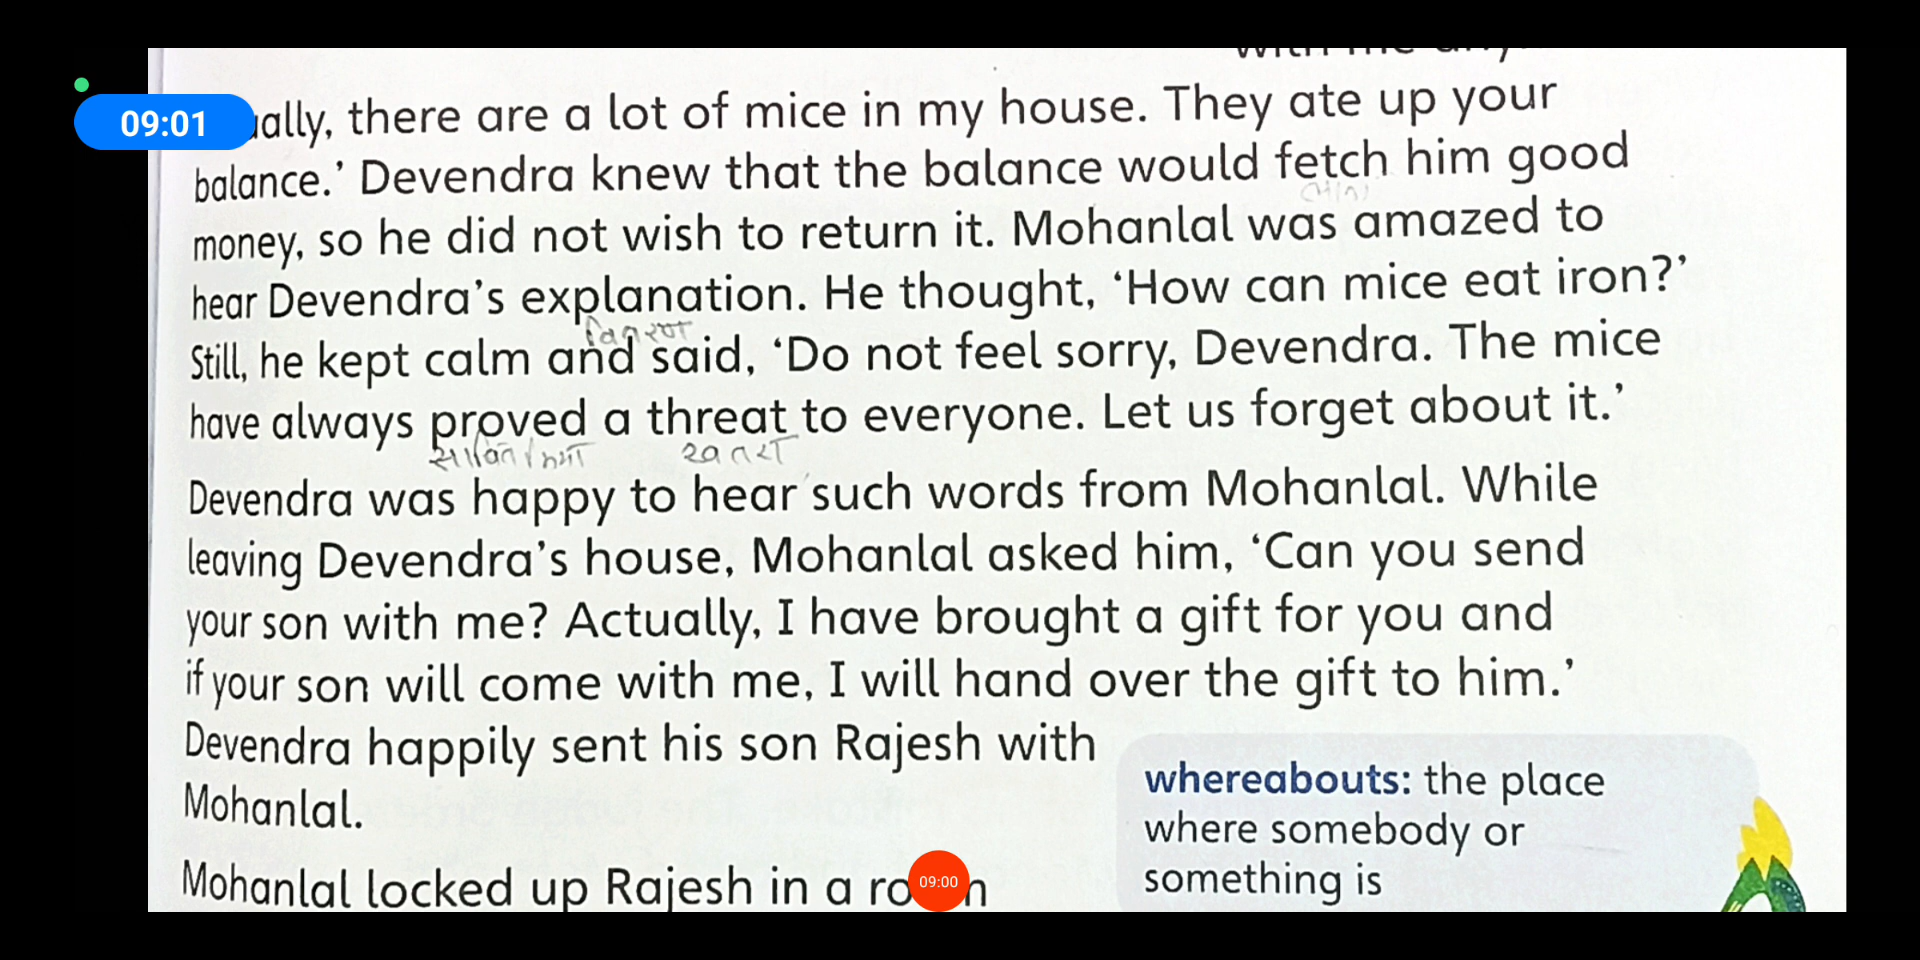 09:01
ually, there are a lot of mice in my house. They ate up your
balance.’ Devendra knew that the balance would fetch him good
money, so he did not wish to return it. Mohanlal was amazed to
hear Devendra’s explanation. He thought, ‘How can mice eat iron?’
विवरण
Still, he kept calm and said, ‘Do not feel sorry, Devendra. The mice
have always proved a threat to everyone. Let us forget about it.’
खतरा
Devendra was happy to hear such words from Mohanlal. While
leaving Devendra’s house, Mohanlal asked him, ‘Can you send
your son with me? Actually, I have brought a gift for you and
if your son will come with me, I will hand over the gift to him.’
Devendra happily sent his son Rajesh with
Mohanlal.
Mohanlal locked up Rajesh in a
09:00
whereabouts: the place
where somebody or
something is